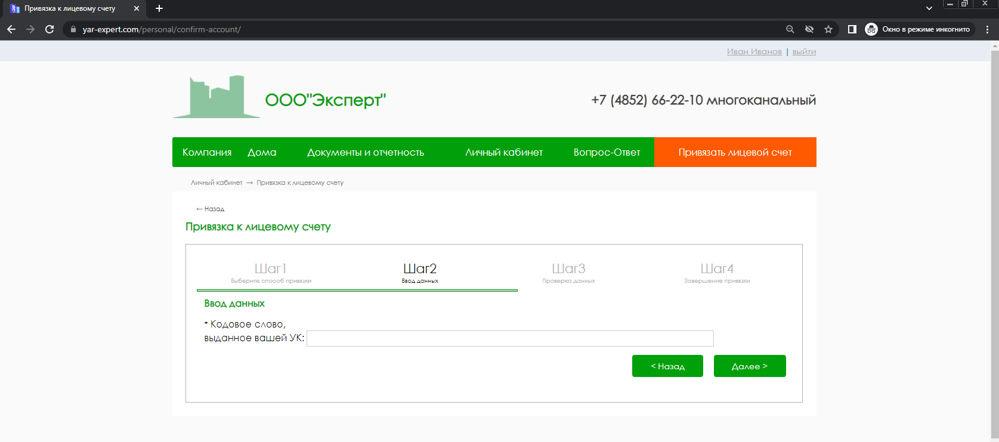 Привязка к лицевому счету
yar-expert.com/personal/confirm-account/
Окно в режиме инкогнито
Иван Иванов | выйти
ООО"Эксперт"
+7 (4852) 66-22-10 многоканальный
Компания Дома Документы и отчетность Личный кабинет Вопрос-Ответ Привязать лицевой счет
Личный кабинет → Привязка к лицевому счету
← Назад
Привязка к лицевому счету
Шаг1 Шаг2 Шаг3 Шаг4
Выберите способ привязки Ввод данных Проверка данных Завершение привязки
Ввод данных
* Кодовое слово,
выданное вашей УК:
< Назад Далее >